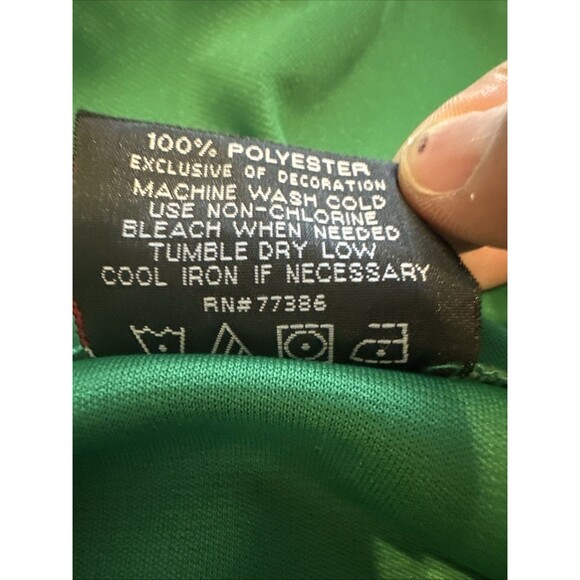 100% POLYESTER
EXCLUSIVE OF DECORATION
MACHINE WASH COLD
USE NON-CHLORINE
BLEACH WHEN NEEDED
TUMBLE DRY LOW
COOL IRON IF NECESSARY
RN#77386